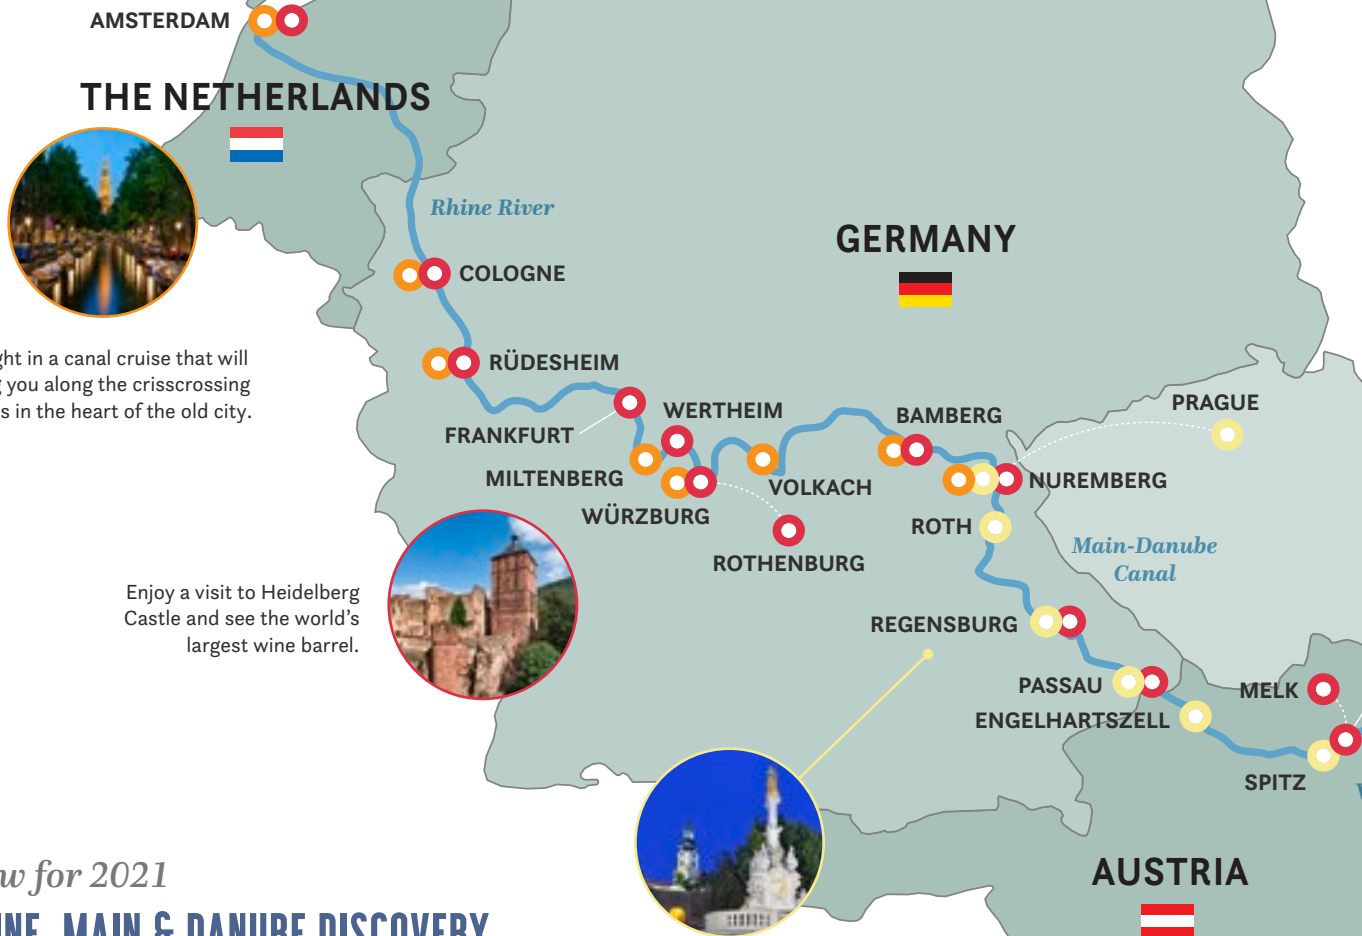 AMSTERDAM
THE NETHERLANDS
Rhine River
GERMANY
COLOGNE
in a canal cruise that will
you along the crisscrossing
in the heart of the old city.
RÜDESHEIM
FRANKFURT
WERTHEIM
MILTENBERG
WÜRZBURG
VOLKACH
ROTHENBURG
BAMBERG
PRAGUE
NUREMBERG
ROTH
Main-Danube
Canal
Enjoy a visit to Heidelberg
Castle and see the world's
largest wine barrel.
REGENSBURG
PASSAU
ENGELHARTSZELL
MELK
SPITZ
AUSTRIA
for 2021
MAIN & DANUBE DISCOVERY